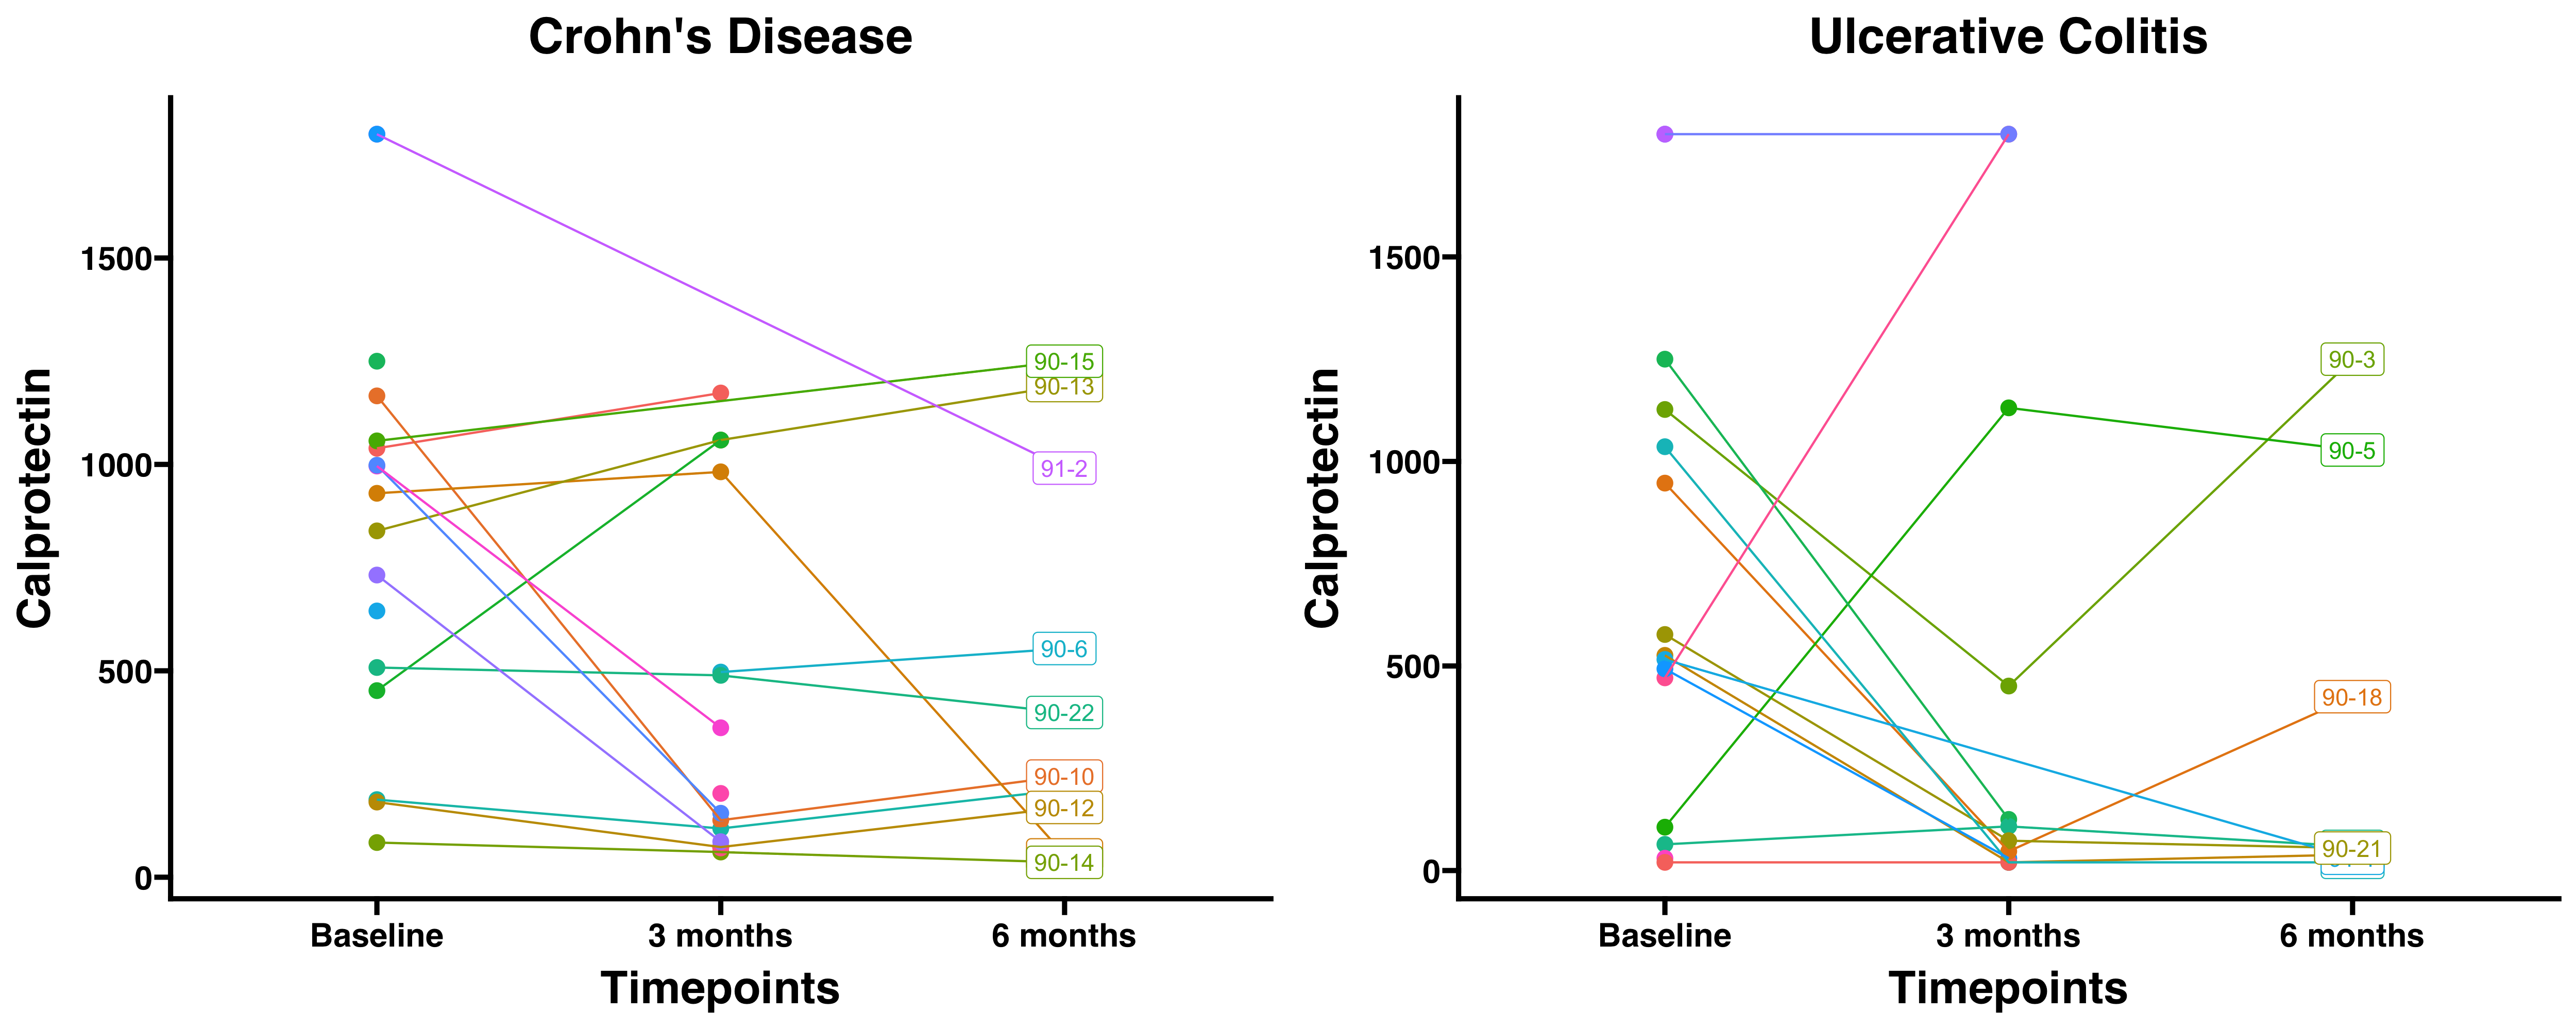 Crohn's Disease
Calprotectin
1500
1000
500
0
90-15
90-13
91-2
90-6
90-22
90-10
90-12
90-14
Baseline 3 months 6 months
Timepoints
Ulcerative Colitis
Calprotectin
1500
1000
500
0
90-3
90-5
90-18
90-21
Baseline 3 months 6 months
Timepoints